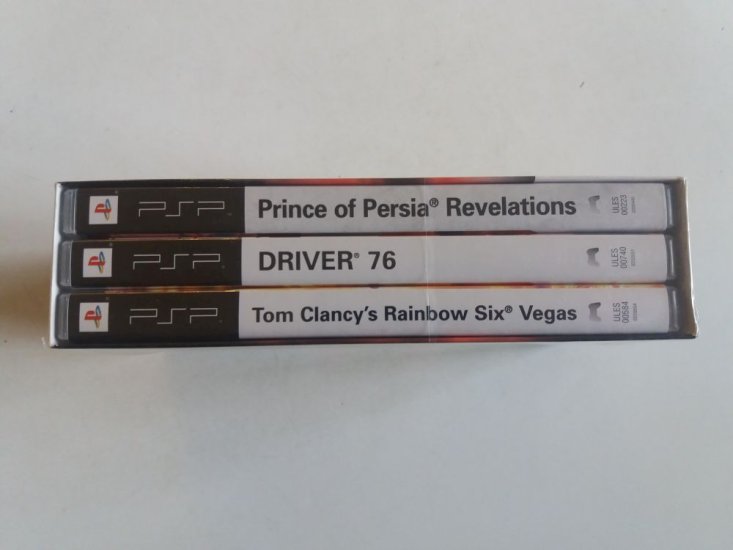 PSP
Prince of Persia® Revelations
ULES
00223
PSP
DRIVER® 76
ULES
00740
PSP
Tom Clancy's Rainbow Six® Vegas
ULES
00584